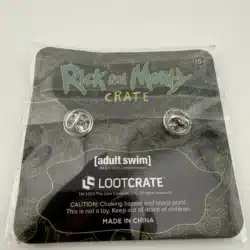 15+
Rick and Morty
CRATE
[adult swim]
LOOTCRATE
CAUTION: Choking hazard and sharp point.
This is not a toy. Keep out of reach of children.
MADE IN CHINA